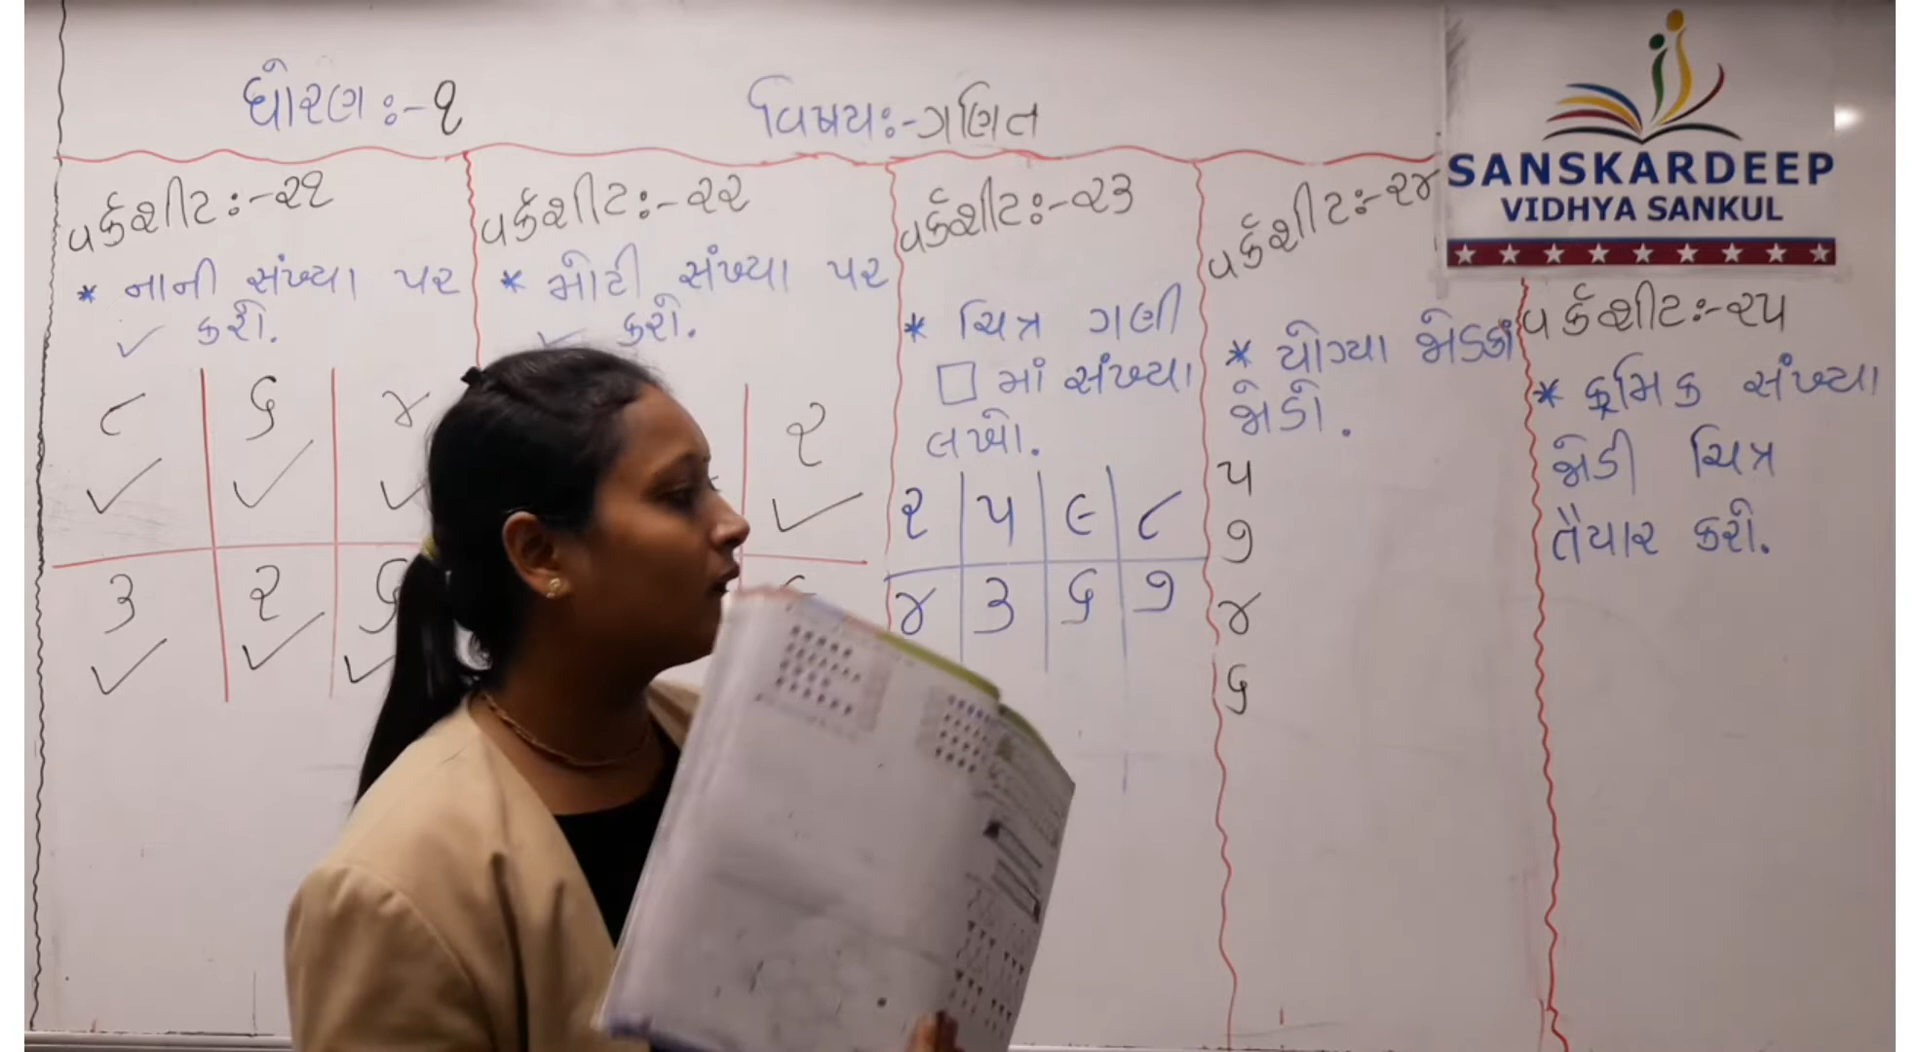 ધોરણઃ-૧
વિષયઃ-ગણિત
SANSKARDEEP
VIDHYA SANKUL
વર્કશીટઃ-૨૧
* નાની સંખ્યા પર
✓ કરો.
૮ ૬ ૪
✓ ✓ ✓
૩ ૨ ૬
✓ ✓ ✓
વર્કશીટઃ-૨૨
* મોટી સંખ્યા પર
✓ કરો.
૨
✓
વર્કશીટઃ-૨૩
* ચિત્ર ગણી
□ માં સંખ્યા
લખો.
૨ ૫ ૯ ૮
૪ ૩ ૬ ૭
વર્કશીટઃ-૨૪
* યોગ્યા જોડકાં
જોડો.
૫
૭
૪
૬
વર્કશીટઃ-૨૫
* ક્રમિક સંખ્યા
જોડી ચિત્ર
તૈયાર કરો.